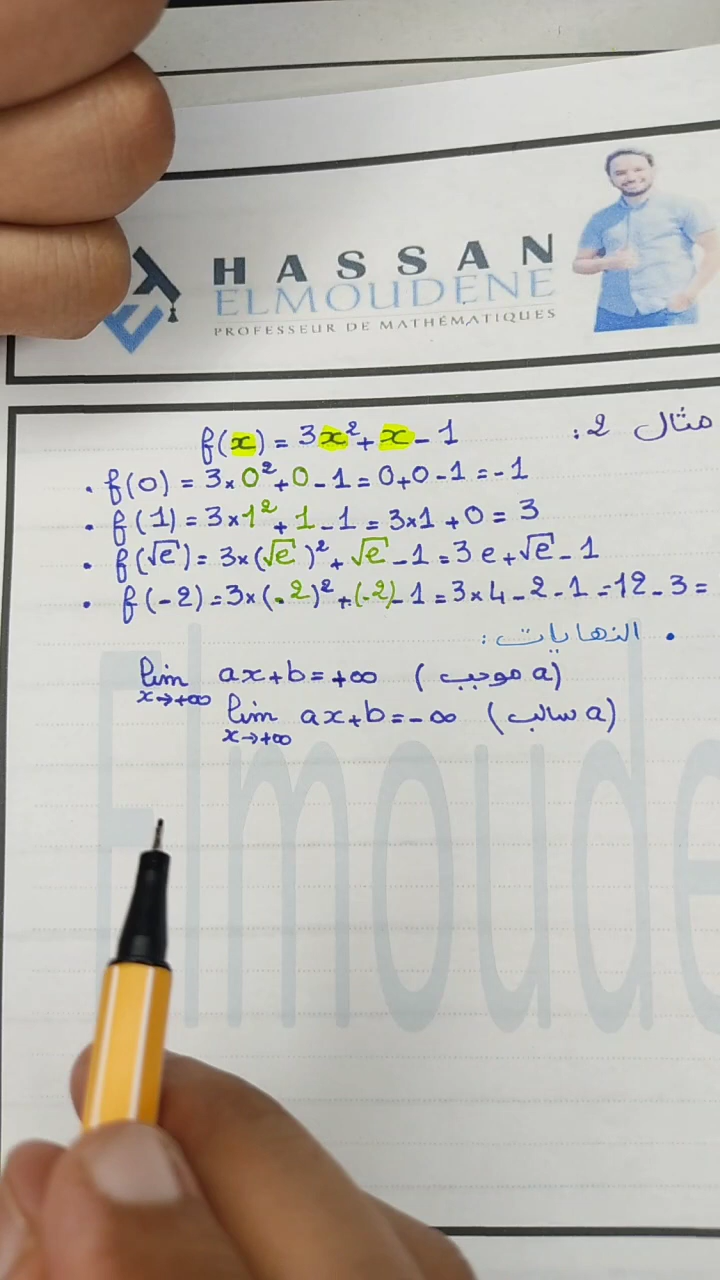 HASSAN
ELMOUDENE
PROFESSEUR DE MATHÉMATIQUES
مثال 2:
f(x) = 3x²+x-1
• f(0) = 3×0²+0-1=0+0-1=-1
• f(1) = 3×1²+1-1=3×1+0=3
• f(√e) = 3×(√e)²+√e-1=3e+√e-1
• f(-2)=3×(-2)²+(-2)-1=3×4-2-1=12-3=
• النهايات:
lim ax+b=+∞ (a موجب)
x→+∞
lim ax+b=-∞ (a سالب)
x→+∞
Elmoude